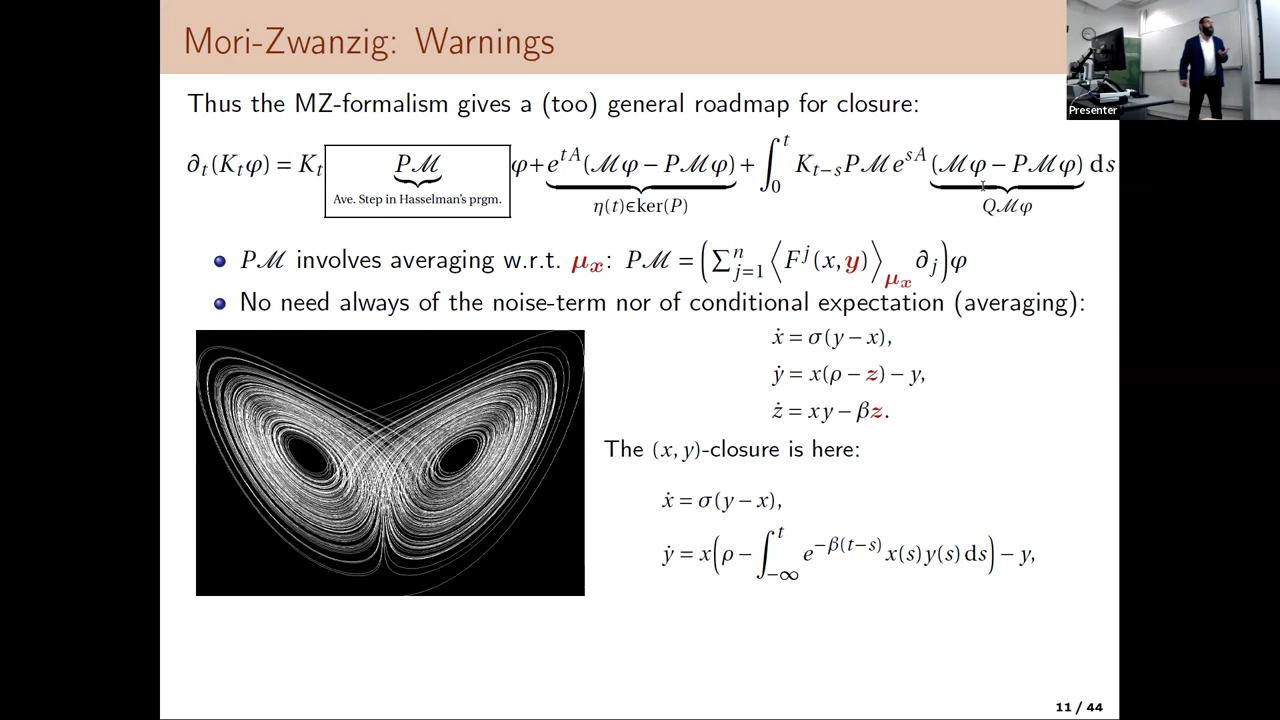 Mori-Zwanzig: Warnings
Presenter
Thus the MZ-formalism gives a (too) general roadmap for closure:
∂ₜ(Kₜφ) = Kₜ Pℳ φ + e^{tA}(ℳφ − Pℳφ) + ∫₀ᵗ K_{t−s}Pℳe^{sA}(ℳφ − Pℳφ) ds
Ave. Step in Hasselman's prgm.
η(t)∈ker(P)
Qℳφ
• Pℳ involves averaging w.r.t. μₓ: Pℳ = (∑_{j=1}^{n} ⟨F^j(x, y)⟩_{μₓ} ∂_j)φ
• No need always of the noise-term nor of conditional expectation (averaging):
ẋ = σ(y − x),
ẏ = x(ρ − z) − y,
ż = xy − βz.
The (x, y)-closure is here:
ẋ = σ(y − x),
ẏ = x(ρ − ∫_{−∞}^{t} e^{−β(t−s)} x(s)y(s) ds) − y,
11 / 44